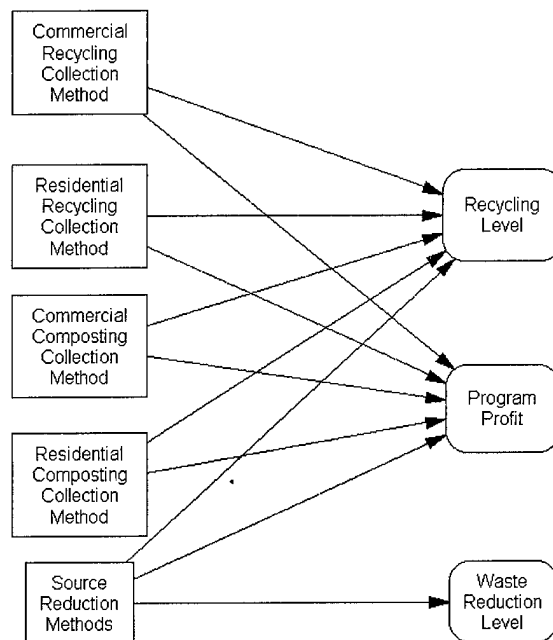 Commercial
Recycling
Collection
Method
Residential
Recycling
Collection
Method
Commercial
Composting
Collection
Method
Residential
Composting
Collection
Method
Source
Reduction
Methods
Recycling
Level
Program
Profit
Waste
Reduction
Level